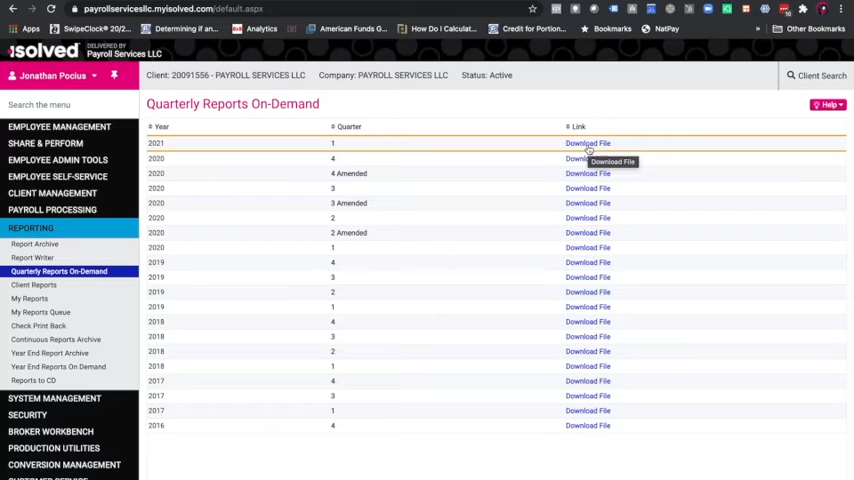 payrollservicesllc.myisolved.com/default.aspx
Apps SwipeClock® 20/2... Determining if an... Analytics American Funds G... How Do I Calculat... Credit for Portion... Bookmarks NatPay » Other Bookmarks
isolved DELIVERED BY
Payroll Services LLC
Jonathan Pocius Client: 20091556 - PAYROLL SERVICES LLC Company: PAYROLL SERVICES LLC Status: Active Client Search
Search the menu
Quarterly Reports On-Demand Help
Year Quarter Link
2021 1 Download File
2020 4 Downl
Download File
2020 4 Amended Download File
2020 3 Download File
2020 3 Amended Download File
2020 2 Download File
2020 2 Amended Download File
2020 1 Download File
2019 4 Download File
2019 3 Download File
2019 2 Download File
2019 1 Download File
2018 4 Download File
2018 3 Download File
2018 2 Download File
2018 1 Download File
2017 4 Download File
2017 3 Download File
2017 1 Download File
2016 4 Download File
EMPLOYEE MANAGEMENT
SHARE & PERFORM
EMPLOYEE ADMIN TOOLS
EMPLOYEE SELF-SERVICE
CLIENT MANAGEMENT
PAYROLL PROCESSING
REPORTING
Report Archive
Report Writer
Quarterly Reports On-Demand
Client Reports
My Reports
My Reports Queue
Check Print Back
Continuous Reports Archive
Year End Report Archive
Year End Reports On Demand
Reports to CD
SYSTEM MANAGEMENT
SECURITY
BROKER WORKBENCH
PRODUCTION UTILITIES
CONVERSION MANAGEMENT